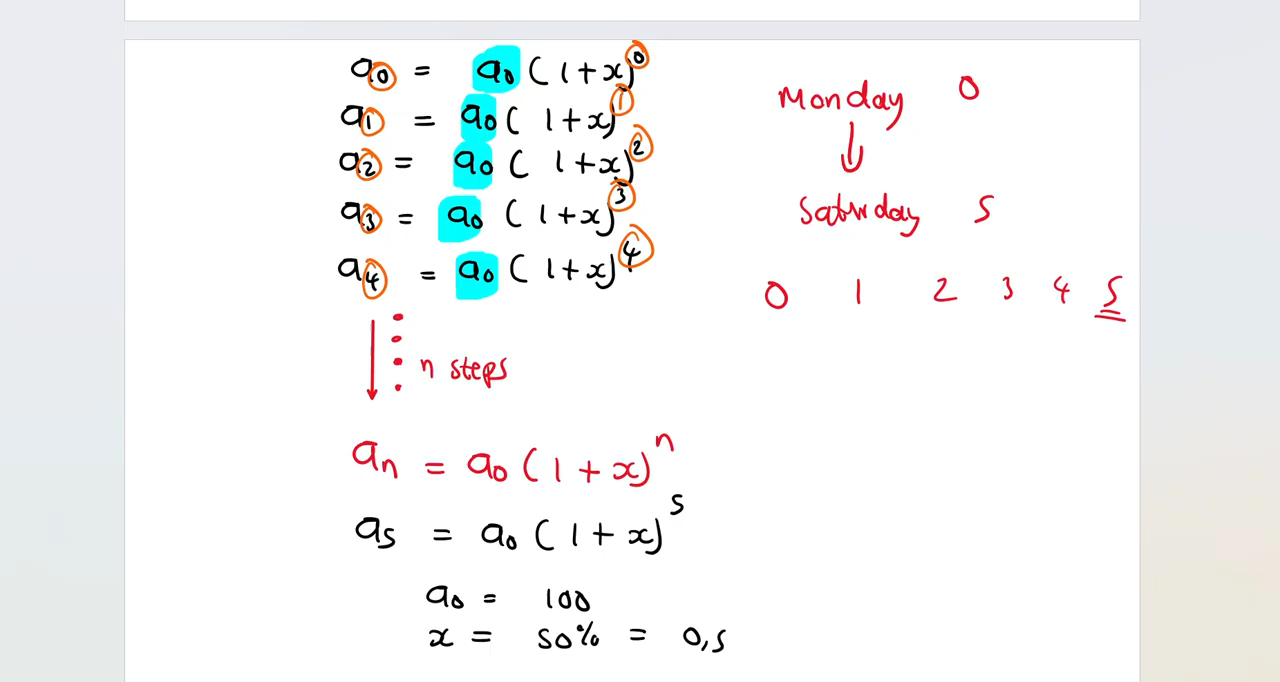 a₀ = a₀ (1+x)⁰
a₁ = a₀ (1+x)¹
a₂ = a₀ (1+x)²
a₃ = a₀ (1+x)³
a₄ = a₀ (1+x)⁴
n steps
aₙ = a₀ (1+x)ⁿ
a₅ = a₀ (1+x)⁵
a₀ = 100
x = 50% = 0,5
Monday 0
↓
Saturday 5
0 1 2 3 4 5